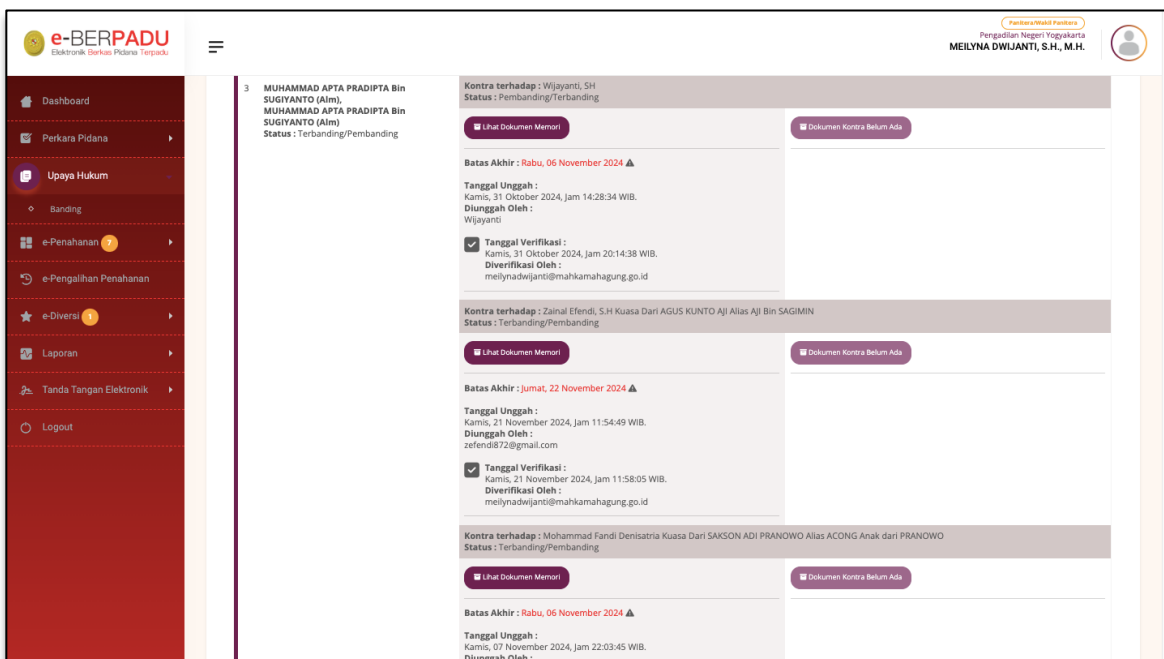 e-BERPADU
Elektronik Berkas Pidana Terpadu
Panitera/Wakil Panitera
Pengadilan Negeri Yogyakarta
MEILYNA DWIJANTI, S.H., M.H.
Dashboard
Perkara Pidana
Upaya Hukum
Banding
e-Penahanan 7
e-Pengalihan Penahanan
e-Diversi 1
Laporan
Tanda Tangan Elektronik
Logout
3 MUHAMMAD APTA PRADIPTA Bin
SUGIYANTO (Alm),
MUHAMMAD APTA PRADIPTA Bin
SUGIYANTO (Alm)
Status : Terbanding/Pembanding
Kontra terhadap : Wijayanti, SH
Status : Pembanding/Terbanding
Lihat Dokumen Memori
Dokumen Kontra Belum Ada
Batas Akhir : Rabu, 06 November 2024
Tanggal Unggah :
Kamis, 31 Oktober 2024, Jam 14:28:34 WIB.
Diunggah Oleh :
Wijayanti
Tanggal Verifikasi :
Kamis, 31 Oktober 2024, Jam 20:14:38 WIB.
Diverifikasi Oleh :
meilynadwijanti@mahkamahagung.go.id
Kontra terhadap : Zainal Efendi, S.H Kuasa Dari AGUS KUNTO AJI Alias AJI Bin SAGIMIN
Status : Terbanding/Pembanding
Lihat Dokumen Memori
Dokumen Kontra Belum Ada
Batas Akhir : Jumat, 22 November 2024
Tanggal Unggah :
Kamis, 21 November 2024, Jam 11:54:49 WIB.
Diunggah Oleh :
zefendi872@gmail.com
Tanggal Verifikasi :
Kamis, 21 November 2024, Jam 11:58:05 WIB.
Diverifikasi Oleh :
meilynadwijanti@mahkamahagung.go.id
Kontra terhadap : Mohammad Fandi Denisatria Kuasa Dari SAKSON ADI PRANOWO Alias ACONG Anak dari PRANOWO
Status : Terbanding/Pembanding
Lihat Dokumen Memori
Dokumen Kontra Belum Ada
Batas Akhir : Rabu, 06 November 2024
Tanggal Unggah :
Kamis, 07 November 2024, Jam 22:03:45 WIB.
Diunggah Oleh :